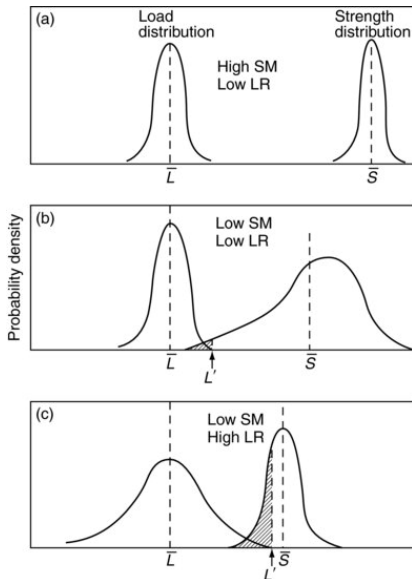 Probability density
(a)
Load
distribution
Strength
distribution
High SM
Low LR
L̅
S̅
(b)
Low SM
Low LR
L̅
S̅
L'
(c)
Low SM
High LR
L̅
S̅
L'